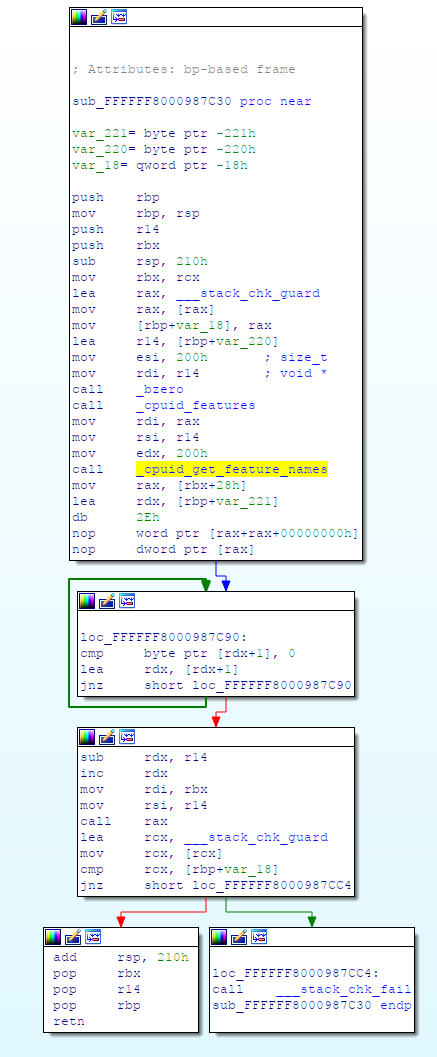 ; Attributes: bp-based frame
sub_FFFFFF8000987C30 proc near
var_221= byte ptr -221h
var_220= byte ptr -220h
var_18= qword ptr -18h
push rbp
mov rbp, rsp
push r14
push rbx
sub rsp, 210h
mov rbx, rcx
lea rax, ___stack_chk_guard
mov rax, [rax]
mov [rbp+var_18], rax
lea r14, [rbp+var_220]
mov esi, 200h ; size_t
mov rdi, r14 ; void *
call _bzero
call _cpuid_features
mov rdi, rax
mov rsi, r14
mov edx, 200h
call _cpuid_get_feature_names
mov rax, [rbx+28h]
lea rdx, [rbp+var_221]
db 2Eh
nop word ptr [rax+rax+00000000h]
nop dword ptr [rax]
loc_FFFFFF8000987C90:
cmp byte ptr [rdx+1], 0
lea rdx, [rdx+1]
jnz short loc_FFFFFF8000987C90
sub rdx, r14
inc rdx
mov rdi, rbx
mov rsi, r14
call rax
lea rcx, ___stack_chk_guard
mov rcx, [rcx]
cmp rcx, [rbp+var_18]
jnz short loc_FFFFFF8000987CC4
add rsp, 210h
pop rbx
pop r14
pop rbp
retn
loc_FFFFFF8000987CC4:
call ___stack_chk_fail
sub_FFFFFF8000987C30 endp